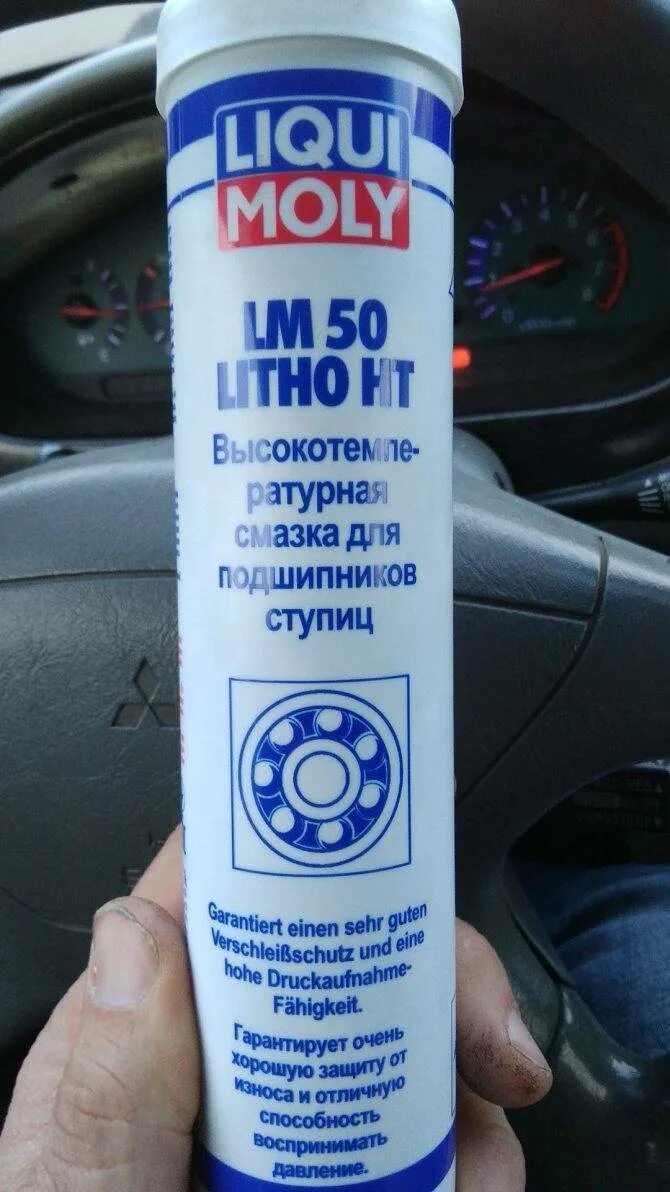 LIQUI
MOLY
LM 50
LITHO HT
Высокотемпе-
ратурная
смазка для
подшипников
ступиц
Garantiert einen sehr guten
Verschleißschutz und eine
hohe Druckaufnahme-
Fähigkeit.
Гарантирует очень
хорошую защиту от
износа и отличную
способность
воспринимать
давление.